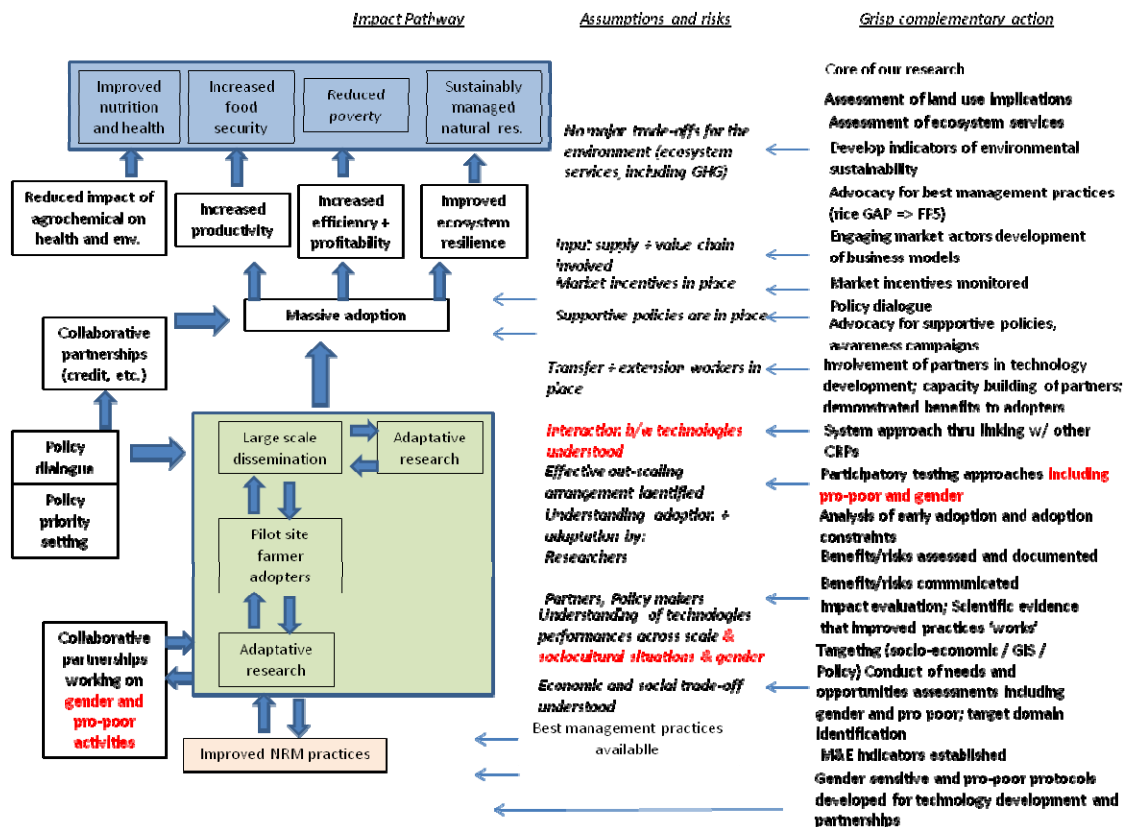 Impact Pathway
Assumptions and risks
Grisp complementary action
Improved
nutrition
and health
Increased
food
security
Reduced
poverty
Sustainably
managed
natural res.
Reduced impact of
agrochemical on
health and env.
Increased
productivity
Increased
efficiency +
profitability
Improved
ecosystem
resilience
Massive adoption
Collaborative
partnerships
(credit, etc.)
Policy
dialogue
Policy
priority
setting
Large scale
dissemination
Adaptative
research
Pilot site
farmer
adopters
Adaptative
research
Collaborative
partnerships
working on
gender and
pro-poor
activities
Improved NRM practices
No major trade-offs for the
environment (ecosystem
services, including GHG)
Input supply + value chain
involved
Market incentives in place
Supportive policies are in place
Transfer + extension workers in
place
Interaction b/w technologies
understood
Effective out-scaling
arrangement identified
Understanding adoption +
adaptation by:
Researchers
Partners, Policy makers
Understanding of technologies
performances across scale &
sociocultural situations & gender
Economic and social trade-off
understood
Best management practices
availablle
Core of our research
Assessment of land use implications
Assessment of ecosystem services
Develop indicators of environmental
sustainability
Advocacy for best management practices
(rice GAP => FP5)
Engaging market actors development
of business models
Market incentives monitored
Policy dialogue
Advocacy for supportive policies,
awareness campaigns
Involvement of partners in technology
development; capacity building of partners;
demonstrated benefits to adopters
System approach thru linking w/ other
CRPs
Participatory testing approaches including
pro-poor and gender
Analysis of early adoption and adoption
constraints
Benefits/risks assessed and documented
Benefits/risks communicated
Impact evaluation; Scientific evidence
that improved practices 'works'
Targeting (socio-economic / GIS /
Policy) Conduct of needs and
opportunities assessments including
gender and pro poor; target domain
identification
M&E indicators established
Gender sensitive and pro-poor protocols
developed for technology development and
partnerships